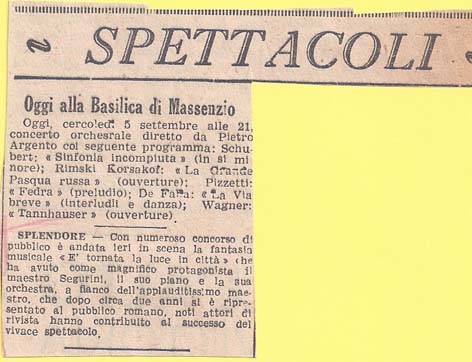 SPETTACOLI
Oggi alla Basilica di Massenzio
Oggi, cercoledì 5 settembre alle 21,
concerto orchesrale diretto da Pietro
Argento col seguente programma: Schu-
bert; « Sinfonia incompiuta » (in si mi
nore); Rimski Korsakof: « La Grande
Pasqua russa » (ouverture); Pizzetti:
« Fedra » (preludio); De Falla: « La Via
breve » (interludii e danza); Wagner:
« Tannhauser » (ouverture).
SPLENDORE — Con numeroso concorso di
pubblico è andata ieri in scena la fantasia
musicale « E' tornata la luce in città » (he
ha avuto come magnifico protagonista il
maestro Segurini, il suo piano e la sua
orchestra, a fianco dell'applauditissimo mae-
stro, che dopo circa due anni si è ripre-
sentato al pubblico romano, noti attori di
rivista hanno contribuito al successo del
vivace spettacolo.